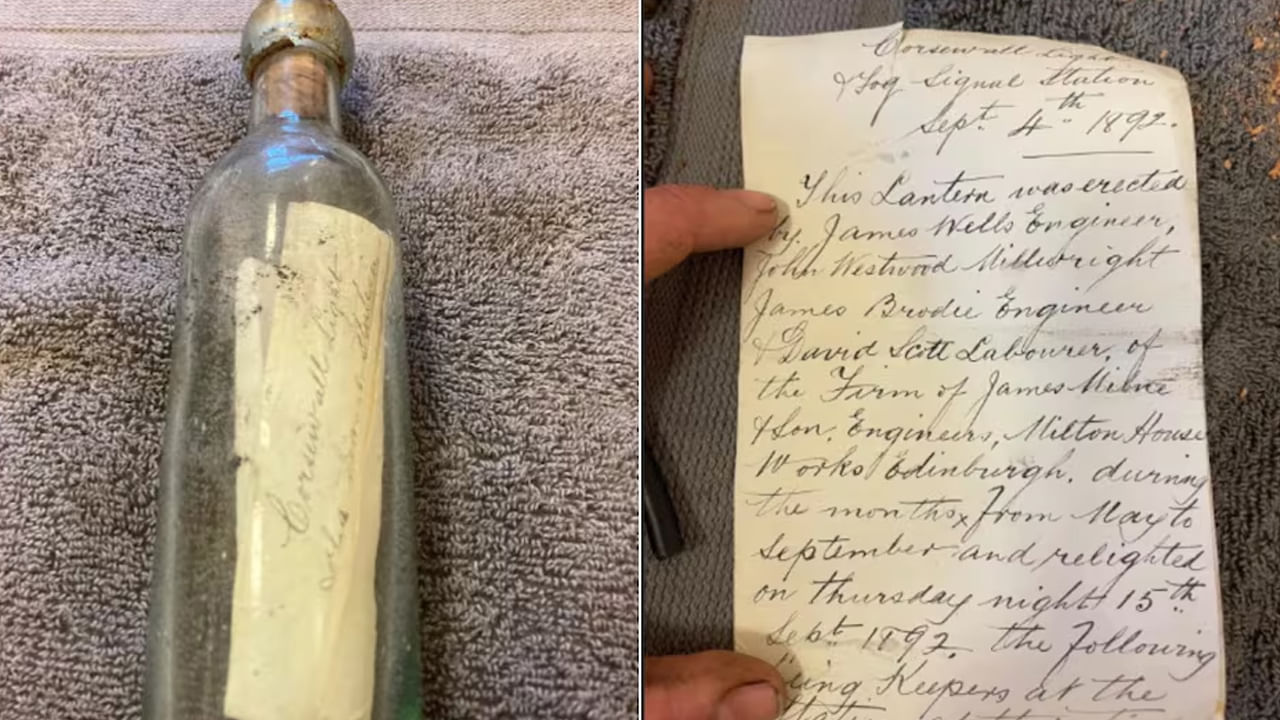 Corsewall Light
Corsewall Light
& Fog Signal Station
Sept. 4th 1892.
This Lantern was erected
by James Wells Engineer,
John Westwood Millwright
James Brodie Engineer
& David Scott Labourer, of
the Firm of James Milne
& Son, Engineers, Milton House
Works Edinburgh. during
the months from May to
September and relighted
on thursday night 15th
Sept 1892. the following
being Keepers at the